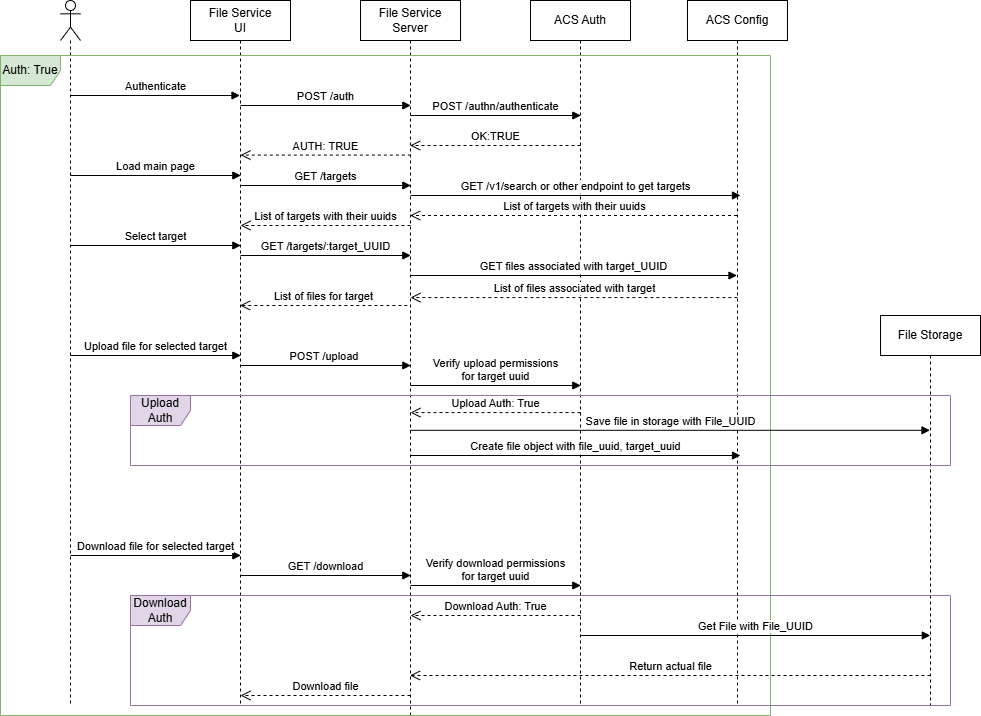 File Service
UI
File Service
Server
ACS Auth
ACS Config
Auth: True
Authenticate
POST /auth
POST /authn/authenticate
OK:TRUE
AUTH: TRUE
Load main page
GET /targets
GET /v1/search or other endpoint to get targets
List of targets with their uuids
List of targets with their uuids
Select target
GET /targets/:target_UUID
GET files associated with target_UUID
List of files associated with target
List of files for target
File Storage
Upload file for selected target
POST /upload
Verify upload permissions
for target uuid
Upload
Auth
Upload Auth: True
Save file in storage with File_UUID
Create file object with file_uuid, target_uuid
Download file for selected target
GET /download
Verify download permissions
for target uuid
Download
Auth
Download Auth: True
Get File with File_UUID
Return actual file
Download file